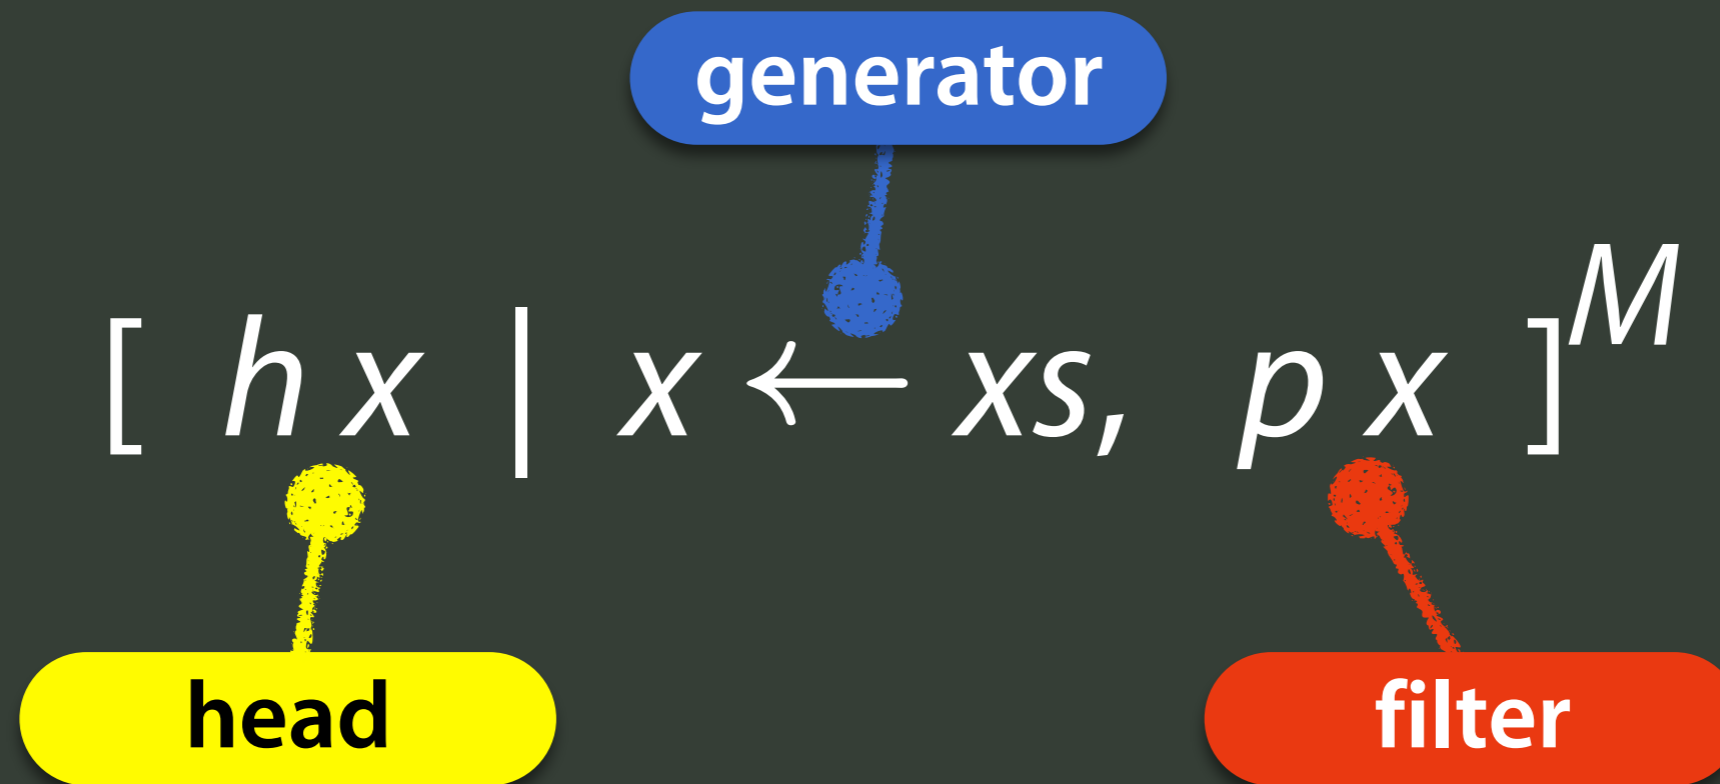 generator
[ h x | x ← xs, p x ]ᴹ
head
filter